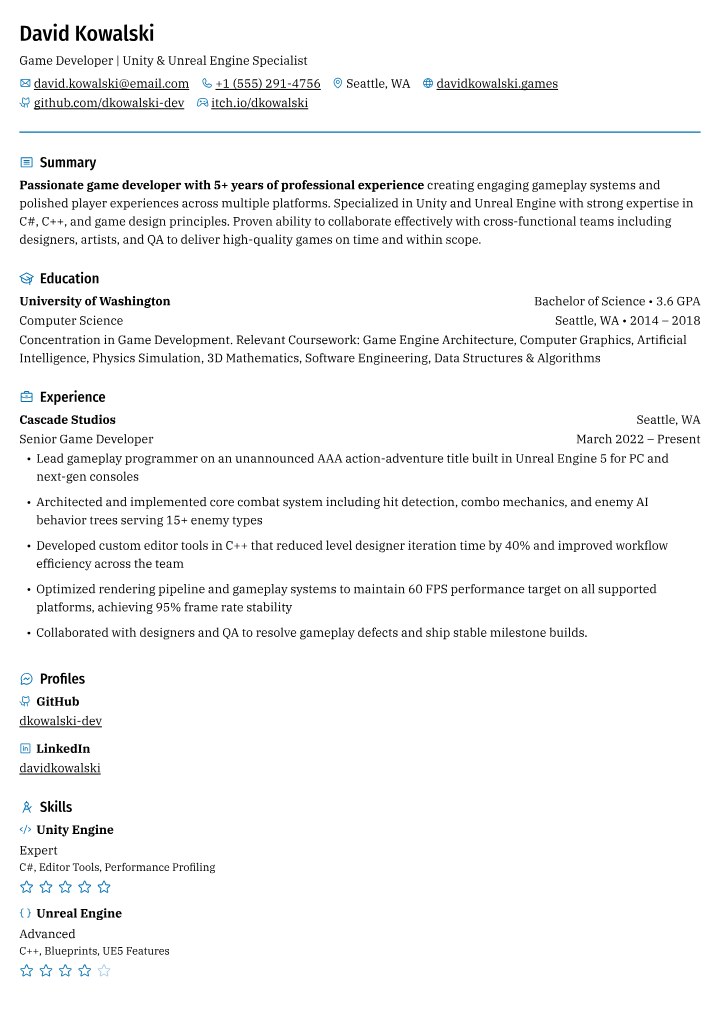 David Kowalski
Game Developer | Unity & Unreal Engine Specialist
david.kowalski@email.com +1 (555) 291-4756 Seattle, WA davidkowalski.games
github.com/dkowalski-dev itch.io/dkowalski
Summary
Passionate game developer with 5+ years of professional experience creating engaging gameplay systems and
polished player experiences across multiple platforms. Specialized in Unity and Unreal Engine with strong expertise in
C#, C++, and game design principles. Proven ability to collaborate effectively with cross-functional teams including
designers, artists, and QA to deliver high-quality games on time and within scope.
Education
University of Washington Bachelor of Science • 3.6 GPA
Computer Science Seattle, WA • 2014 – 2018
Concentration in Game Development. Relevant Coursework: Game Engine Architecture, Computer Graphics, Artificial
Intelligence, Physics Simulation, 3D Mathematics, Software Engineering, Data Structures & Algorithms
Experience
Cascade Studios Seattle, WA
Senior Game Developer March 2022 – Present
• Lead gameplay programmer on an unannounced AAA action-adventure title built in Unreal Engine 5 for PC and
next-gen consoles
• Architected and implemented core combat system including hit detection, combo mechanics, and enemy AI
behavior trees serving 15+ enemy types
• Developed custom editor tools in C++ that reduced level designer iteration time by 40% and improved workflow
efficiency across the team
• Optimized rendering pipeline and gameplay systems to maintain 60 FPS performance target on all supported
platforms, achieving 95% frame rate stability
• Collaborated with designers and QA to resolve gameplay defects and ship stable milestone builds.
Profiles
GitHub
dkowalski-dev
LinkedIn
davidkowalski
Skills
Unity Engine
Expert
C#, Editor Tools, Performance Profiling
Unreal Engine
Advanced
C++, Blueprints, UE5 Features